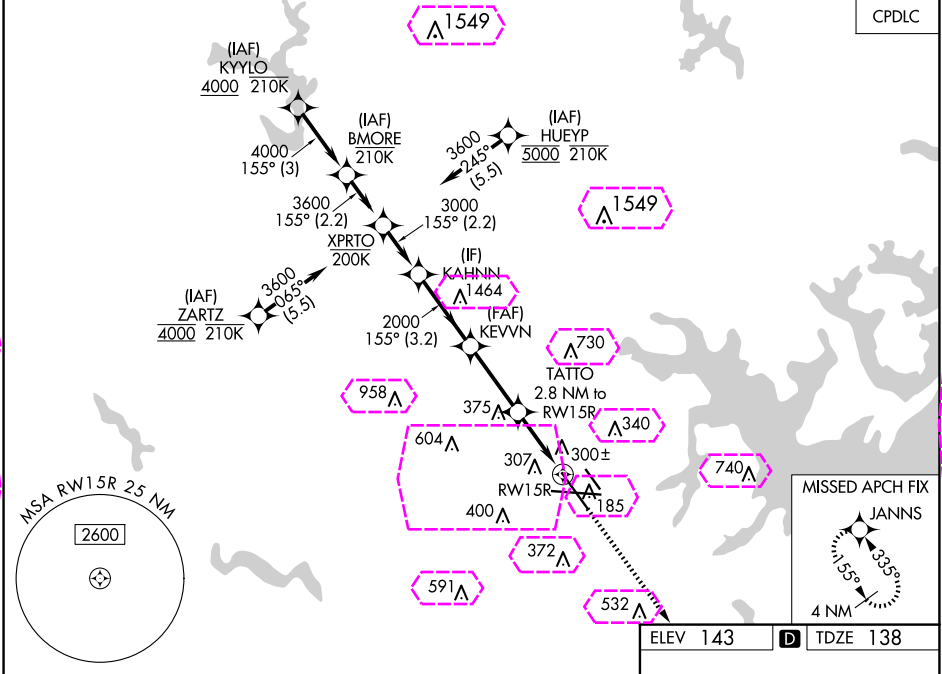 CPDLC
1549
(IAF)
KYYLO
4000 210K
(IAF)
BMORE
210K
(IAF)
HUEYP
5000 210K
4000
155° (3)
3600
245°
(5.5)
1549
3600
155° (2.2)
3000
155° (2.2)
XPRTO
200K
(IF)
KAHNN
1464
(IAF)
ZARTZ
4000 210K
3600
065°
(5.5)
2000
155° (3.2)
(FAF)
KEVVN
730
TATTO
2.8 NM to
RW15R
958
375
340
604
300±
307
RW15R
185
740
400
372
591
532
MSA RW15R 25 NM
2600
MISSED APCH FIX
JANNS
155°
335°
4 NM
ELEV 143
D
TDZE 138